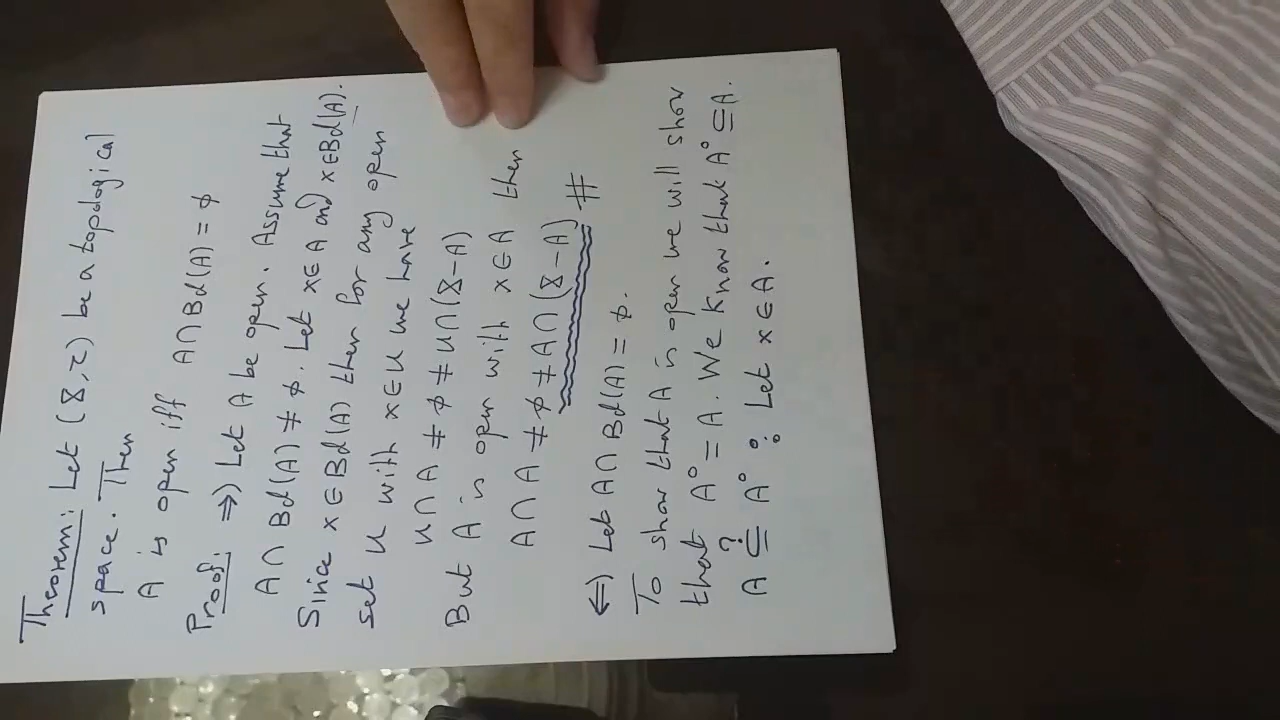 Theorem: Let (X,τ) be a topological
space. Then
A is open iff A∩Bd(A) = ϕ
Proof: ⇒) Let A be open. Assume that
A∩Bd(A) ≠ ϕ. Let x∈A and x∈Bd(A).
Since x∈Bd(A) then for any open
set U with x∈U we have
U∩A ≠ ϕ ≠ U∩(X-A)
But A is open with x∈A then
A∩A ≠ ϕ ≠ A∩(X-A) #
⇐) Let A∩Bd(A) = ϕ.
To show that A is open we will show
that A° = A. We know that A° ⊆ A.
A ⊆? A° : Let x∈A.